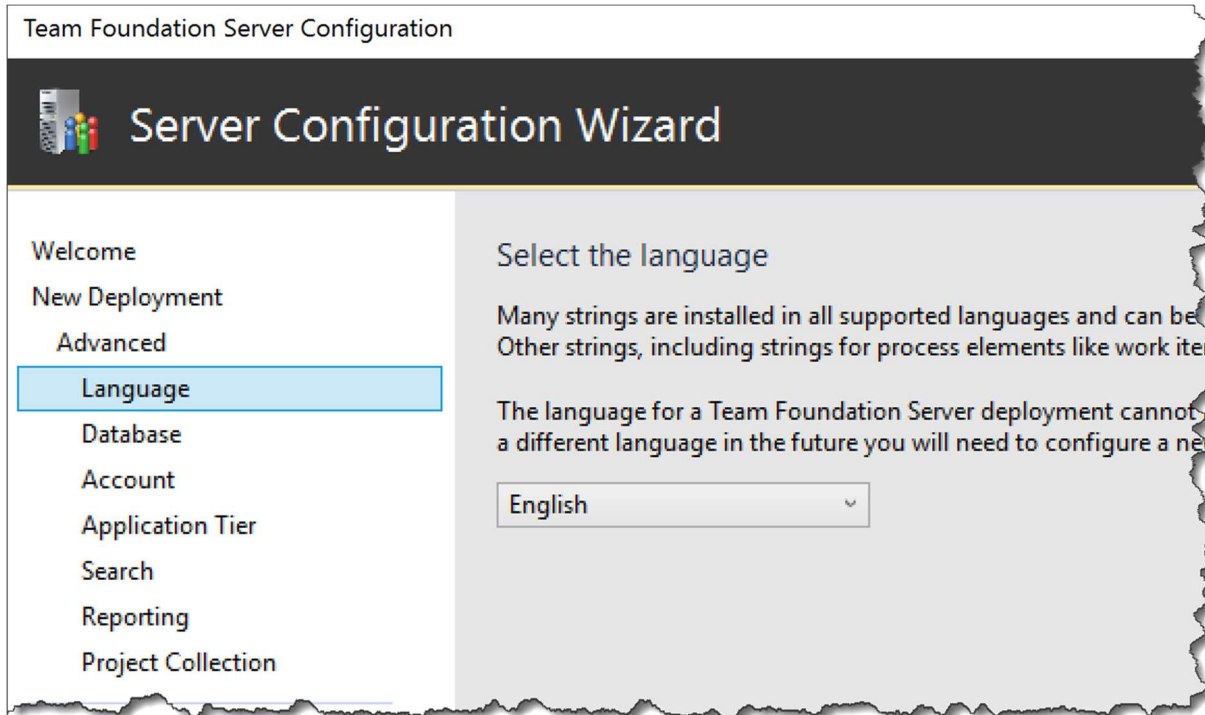 Team Foundation Server Configuration
Server Configuration Wizard
Welcome
New Deployment
Advanced
Language
Database
Account
Application Tier
Search
Reporting
Project Collection
Select the language
Many strings are installed in all supported languages and can be
Other strings, including strings for process elements like work
The language for a Team Foundation Server deployment cannot
a different language in the future you will need to configure a
English